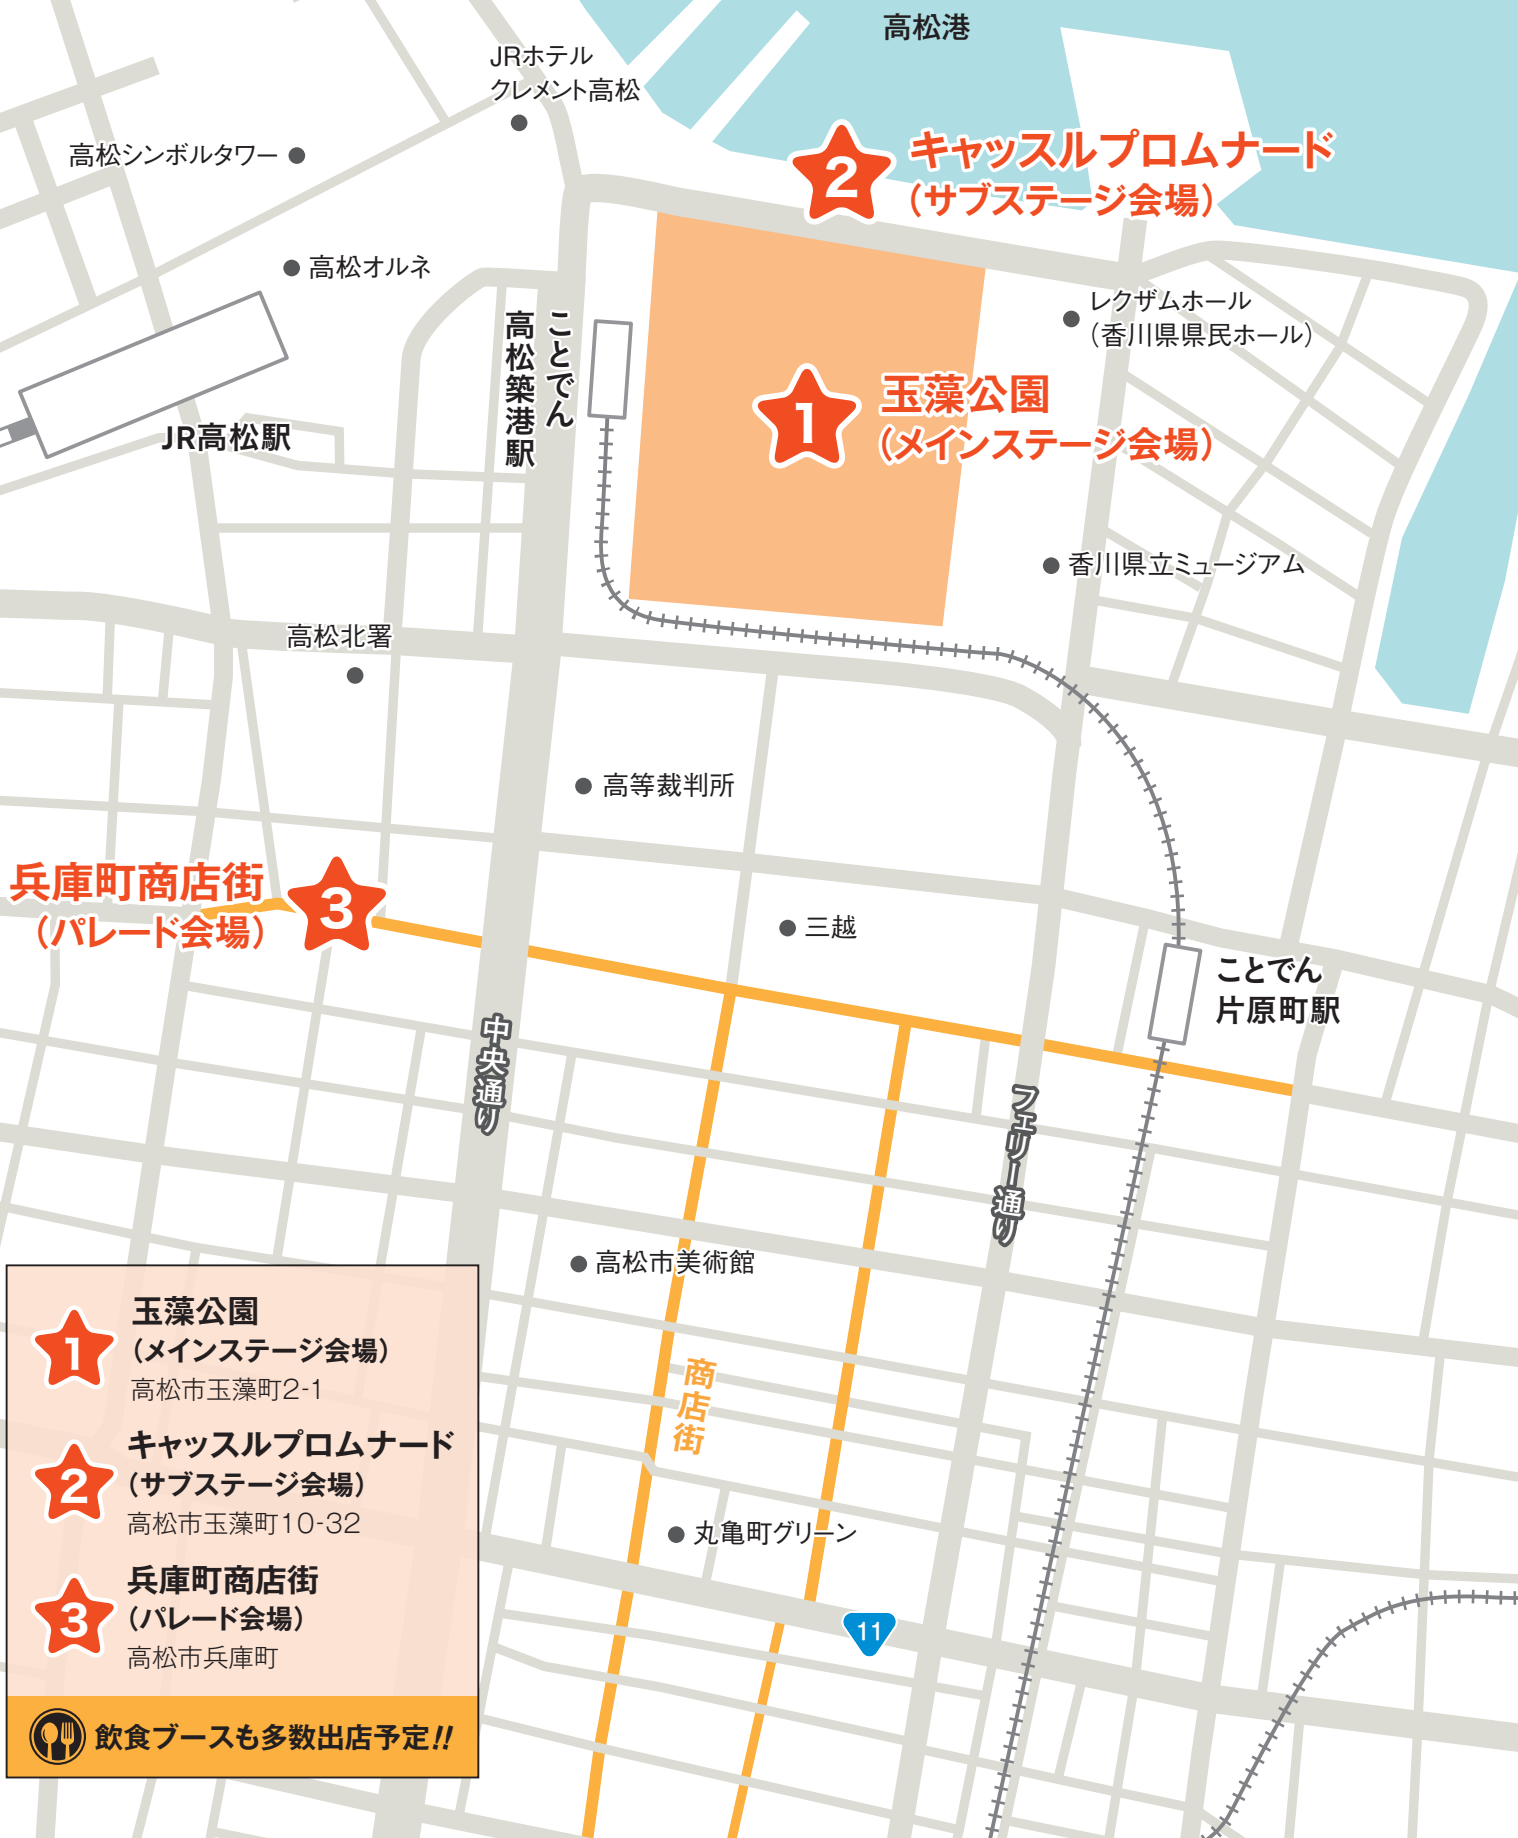 高松港
JRホテル
クレメント高松
高松シンボルタワー
2
キャッスルプロムナード
（サブステージ会場）
高松オルネ
レクザムホール
（香川県県民ホール）
ことでん
高松築港駅
1
玉藻公園
（メインステージ会場）
JR高松駅
香川県立ミュージアム
高松北署
高等裁判所
兵庫町商店街
（パレード会場）
3
三越
ことでん
片原町駅
中央通り
フェリー通り
高松市美術館
商店街
丸亀町グリーン
11
1
玉藻公園
（メインステージ会場）
高松市玉藻町2-1
2
キャッスルプロムナード
（サブステージ会場）
高松市玉藻町10-32
3
兵庫町商店街
（パレード会場）
高松市兵庫町
飲食ブースも多数出店予定!!